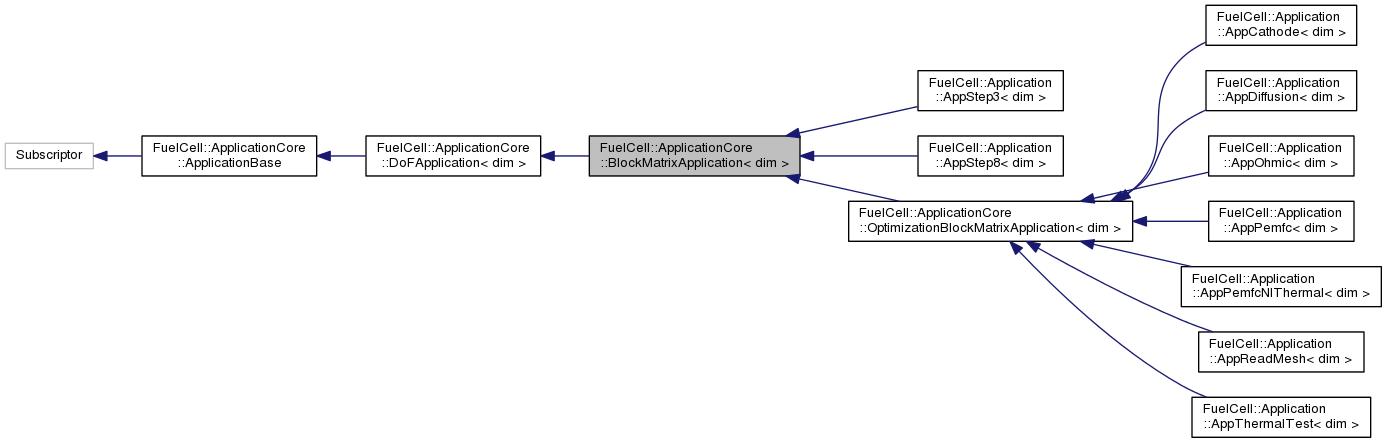 Subscriptor
FuelCell::ApplicationCore
::ApplicationBase
FuelCell::ApplicationCore
::DoFApplication< dim >
FuelCell::ApplicationCore
::BlockMatrixApplication< dim >
FuelCell::Application
::AppStep3< dim >
FuelCell::Application
::AppStep8< dim >
FuelCell::ApplicationCore
::OptimizationBlockMatrixApplication< dim >
FuelCell::Application
::AppCathode< dim >
FuelCell::Application
::AppDiffusion< dim >
FuelCell::Application
::AppOhmic< dim >
FuelCell::Application
::AppPemfc< dim >
FuelCell::Application
::AppPemfcNIThermal< dim >
FuelCell::Application
::AppReadMesh< dim >
FuelCell::Application
::AppThermalTest< dim >